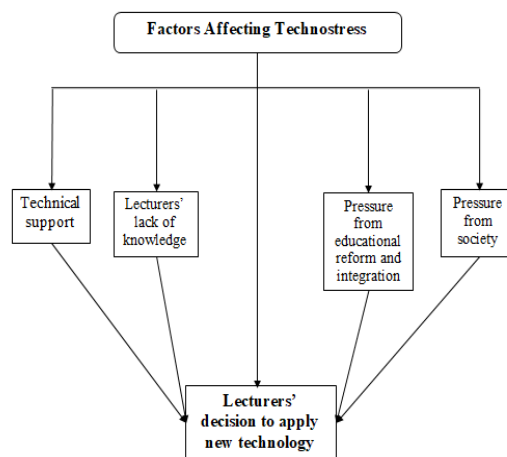 Factors Affecting Technostress
Technical
support
Lecturers'
lack of
knowledge
Pressure
from
educational
reform and
integration
Pressure
from
society
Lecturers'
decision to apply
new technology